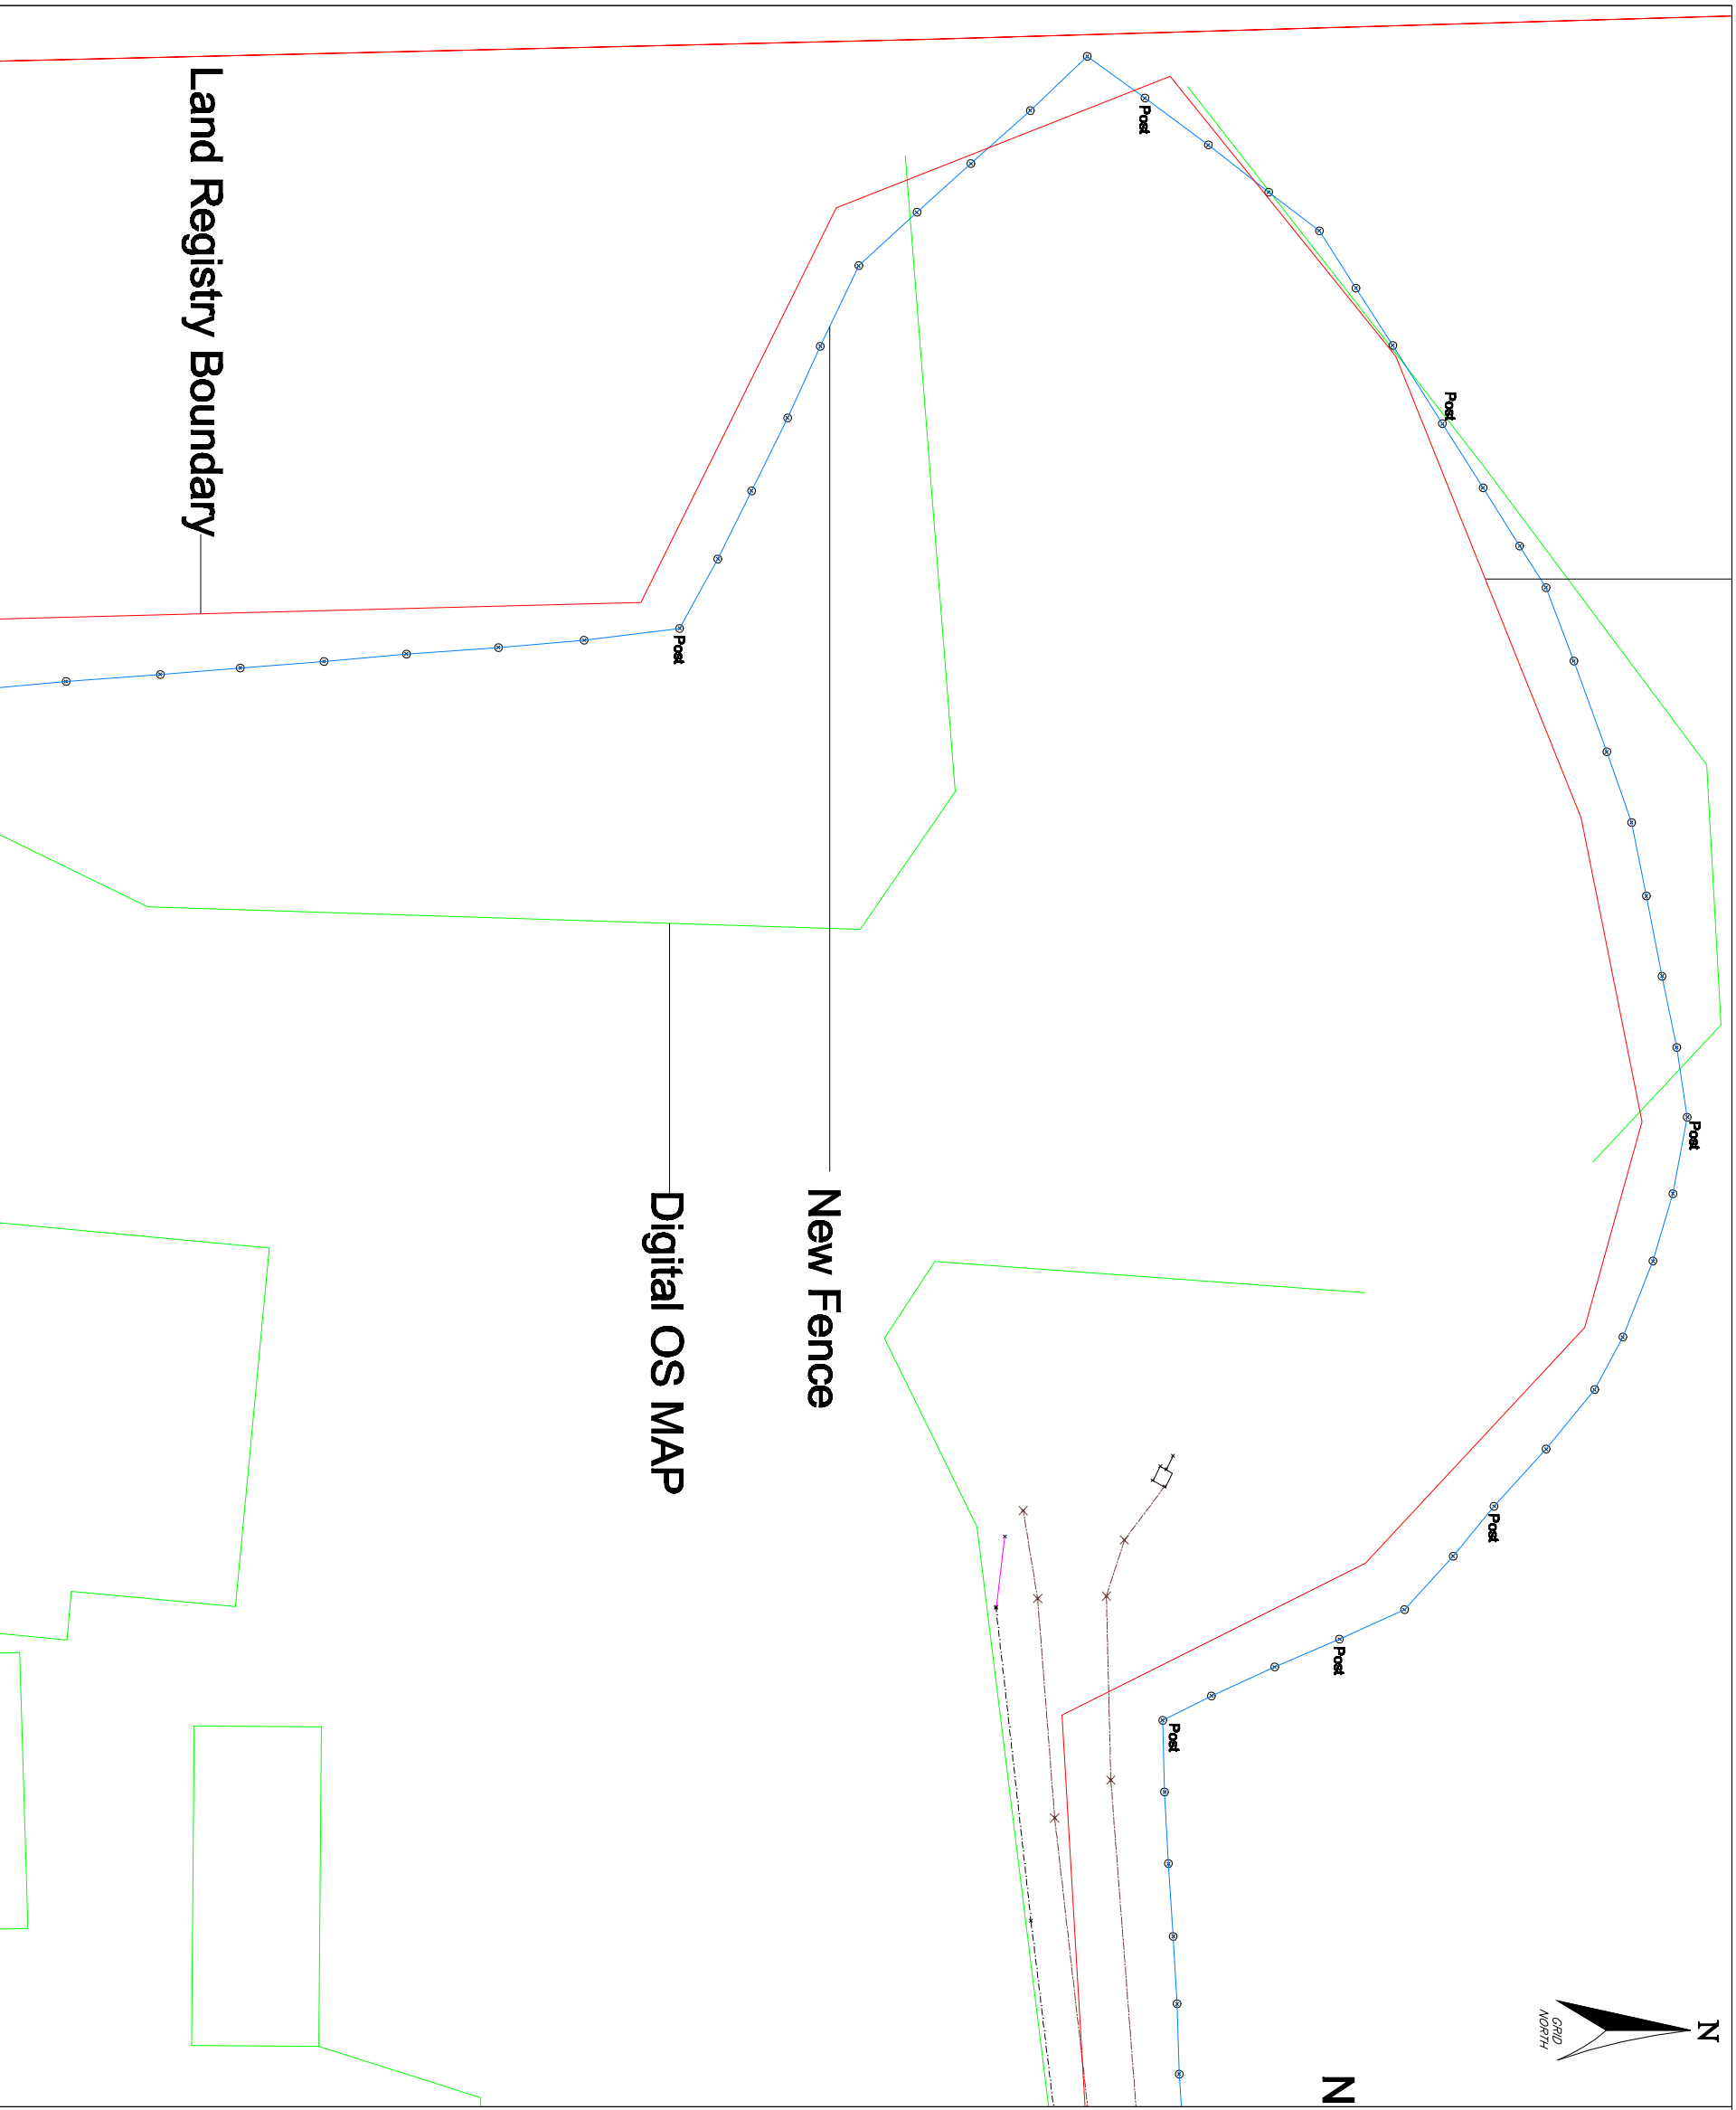 N
GRID
NORTH
N
Post
Post
Post
Post
Post
Post
Post
New Fence
Digital OS MAP
Land Registry Boundary